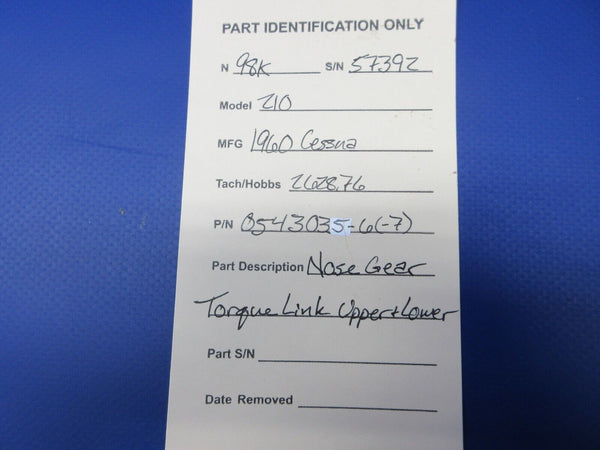 PART IDENTIFICATION ONLY
N 98K S/N 57392
Model 210
MFG 1960 Cessna
Tach/Hobbs 2628.76
P/N 0543035-6(-7)
Part Description Nose Gear
Torque Link Upper+Lower
Part S/N
Date Removed